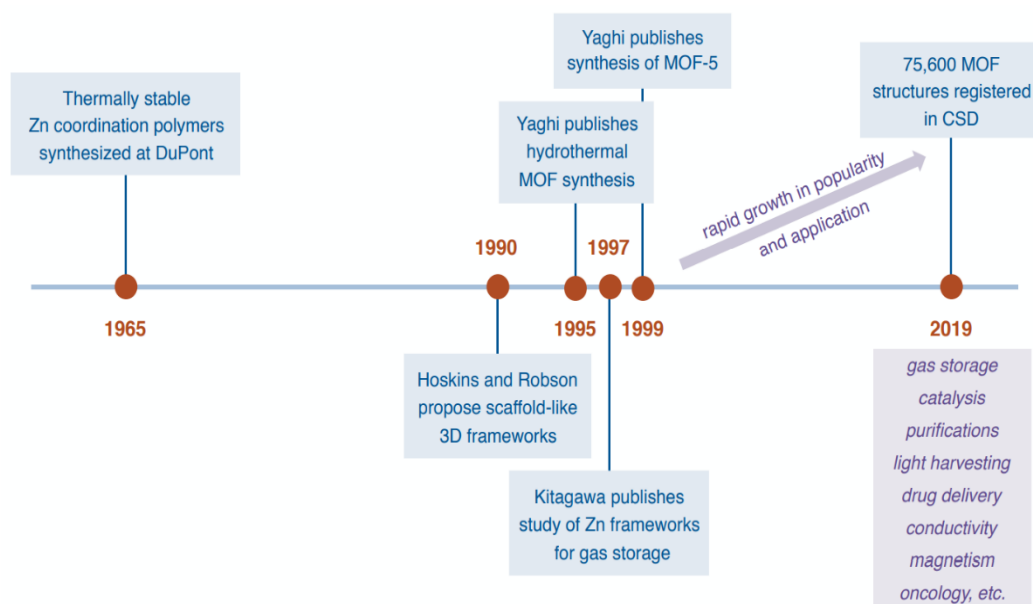 Thermally stable
Zn coordination polymers
synthesized at DuPont
1965
1990
Hoskins and Robson
propose scaffold-like
3D frameworks
Yaghi publishes
hydrothermal
MOF synthesis
1995
1997
Kitagawa publishes
study of Zn frameworks
for gas storage
Yaghi publishes
synthesis of MOF-5
1999
rapid growth in popularity
and application
75,600 MOF
structures registered
in CSD
2019
gas storage
catalysis
purifications
light harvesting
drug delivery
conductivity
magnetism
oncology, etc.